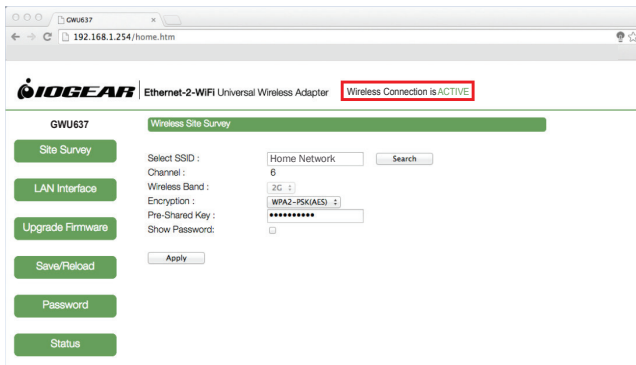 GWU637
192.168.1.254/home.htm
IOGEAR Ethernet-2-WiFi Universal Wireless Adapter Wireless Connection is ACTIVE
GWU637
Wireless Site Survey
Site Survey
LAN Interface
Upgrade Firmware
Save/Reload
Password
Status
Select SSID : Home Network Search
Channel : 6
Wireless Band : 2G
Encryption : WPA2-PSK(AES)
Pre-Shared Key : ••••••••••
Show Password:
Apply